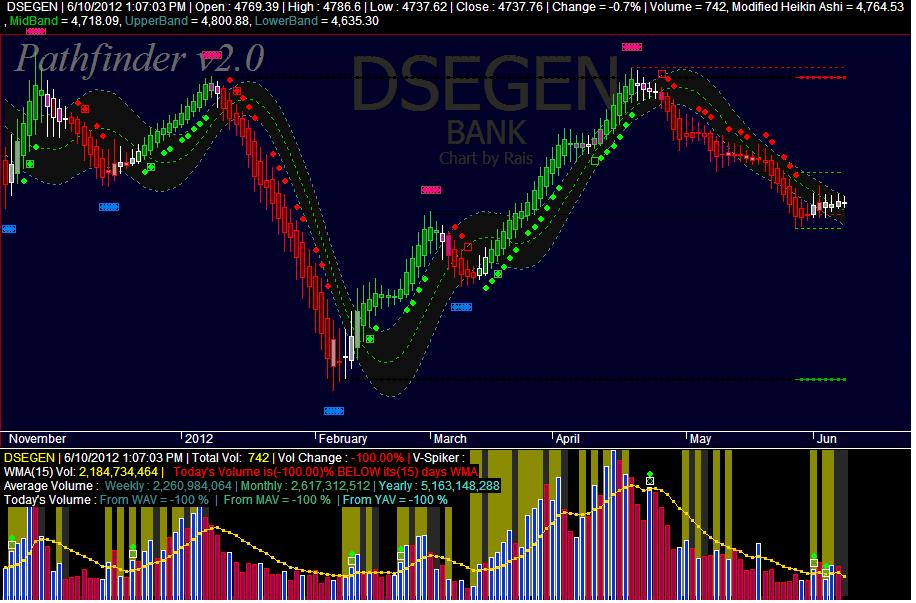 DSEGEN | 6/10/2012 1:07:03 PM | Open : 4769.39 | High : 4786.6 | Low : 4737.62 | Close : 4737.76 | Change = -0.7% | Volume = 742, Modified Heikin Ashi = 4,764.53
, MidBand = 4,718.09, UpperBand = 4,800.88, LowerBand = 4,635.30
Pathfinder v2.0
DSEGEN
BANK
Chart by Rais
November 2012 February March April May Jun
DSEGEN | 6/10/2012 1:07:03 PM | Total Vol: 742 | Vol Change : -100.00% | V-Spiker :
WMA(15) Vol: 2,184,734,464 | Today's Volume is(-100.00)% BELOW its(15) days WMA
Average Volume : Weekly : 2,260,984,064 | Monthly : 2,617,312,512 | Yearly : 5,163,148,288
Today's Volume : From WAV = -100 % | From MAV = -100 % | From YAV = -100 %